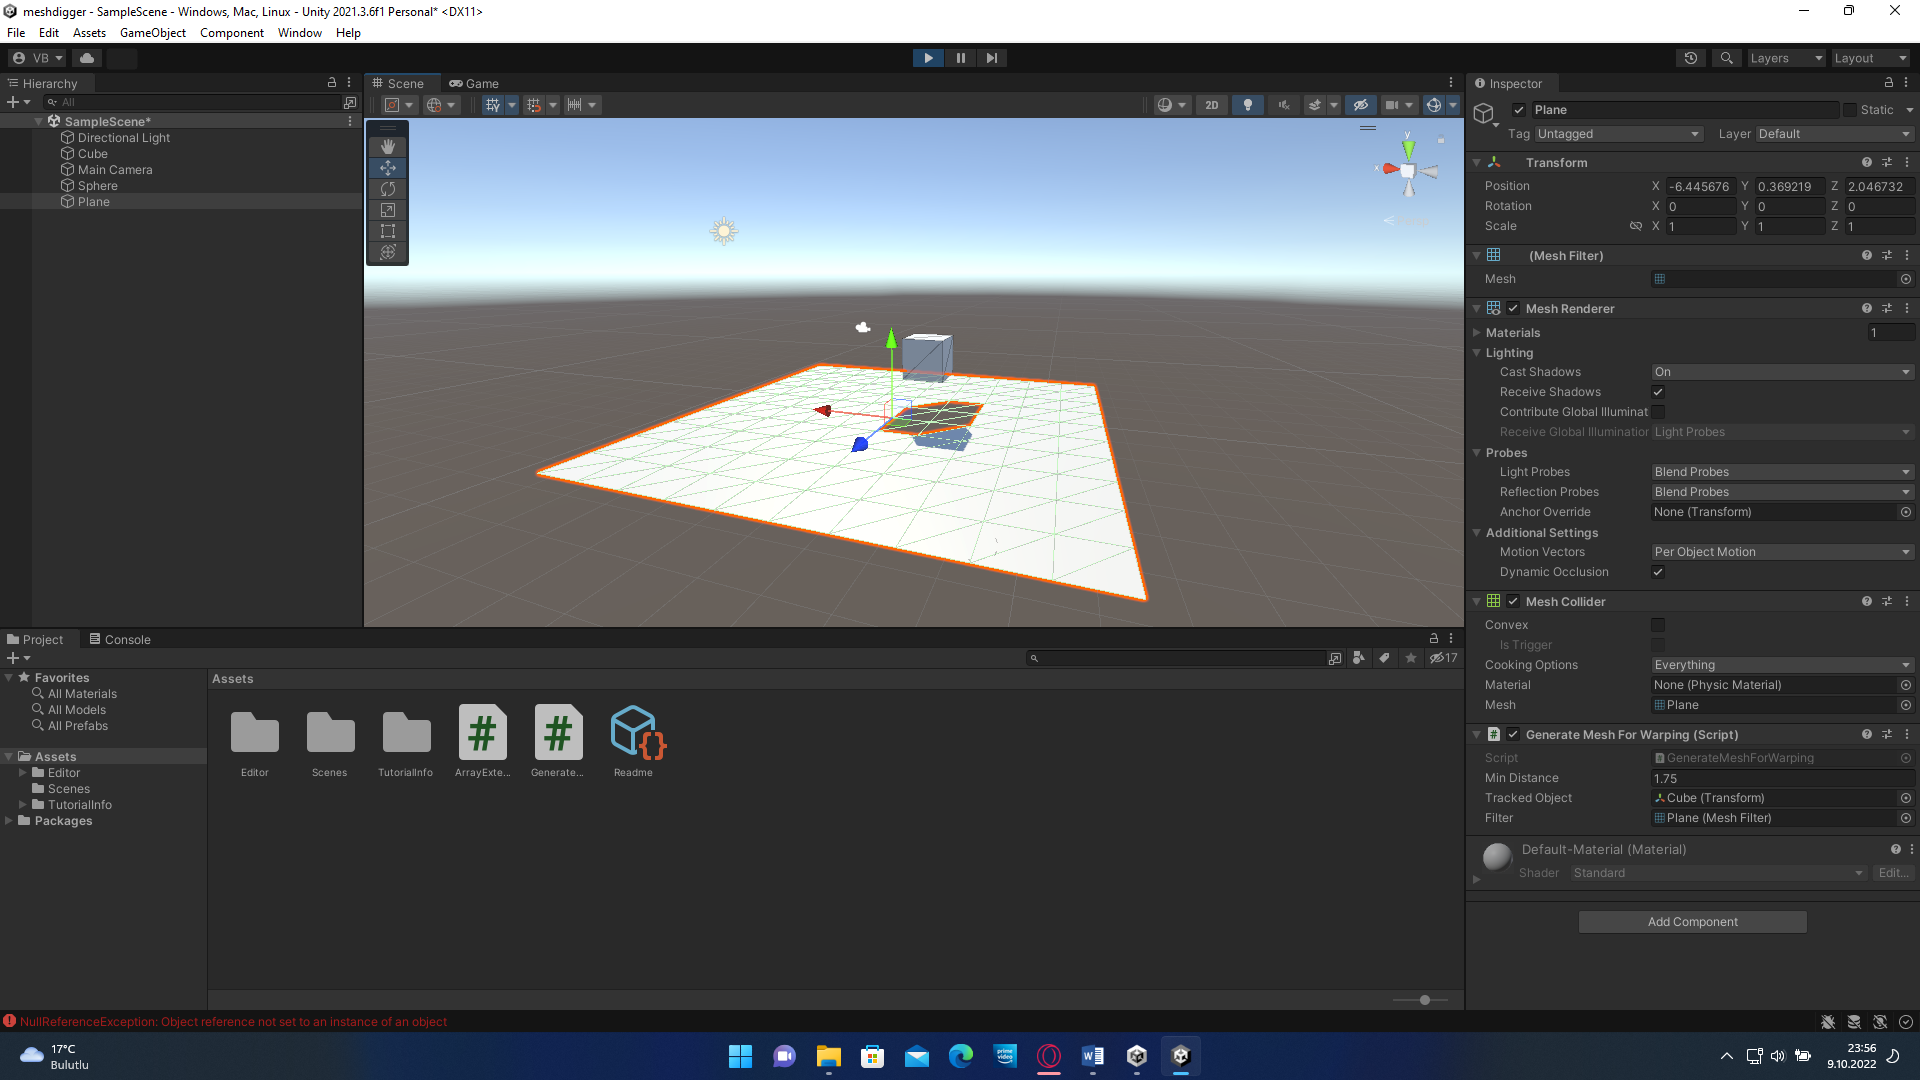 meshdigger - SampleScene - Windows, Mac, Linux - Unity 2021.3.6f1 Personal* <DX11>
File Edit Assets GameObject Component Window Help
VB
Layers
Layout
Hierarchy
All
SampleScene*
Directional Light
Cube
Main Camera
Sphere
Plane
Scene
Game
2D
y
x
Inspector
Plane
Static
Tag Untagged
Layer Default
Transform
Position X -6.445676 Y 0.369219 Z 2.046732
Rotation X 0 Y 0 Z 0
Scale X 1 Y 1 Z 1
(Mesh Filter)
Mesh
Mesh Renderer
Materials 1
Lighting
Cast Shadows On
Receive Shadows
Contribute Global Illuminat
Receive Global Illumination Light Probes
Probes
Light Probes Blend Probes
Reflection Probes Blend Probes
Anchor Override None (Transform)
Additional Settings
Motion Vectors Per Object Motion
Dynamic Occlusion
Mesh Collider
Convex
Is Trigger
Cooking Options Everything
Material None (Physic Material)
Mesh Plane
Generate Mesh For Warping (Script)
Script GenerateMeshForWarping
Min Distance 1.75
Tracked Object Cube (Transform)
Filter Plane (Mesh Filter)
Default-Material (Material)
Shader Standard Edit...
Add Component
Project
Console
17
Favorites
All Materials
All Models
All Prefabs
Assets
Editor
Scenes
TutorialInfo
Packages
Assets
Editor
Scenes
TutorialInfo
ArrayExte...
Generate...
Readme
NullReferenceException: Object reference not set to an instance of an object
17°C
Bulutlu
prime video
23:56
9.10.2022